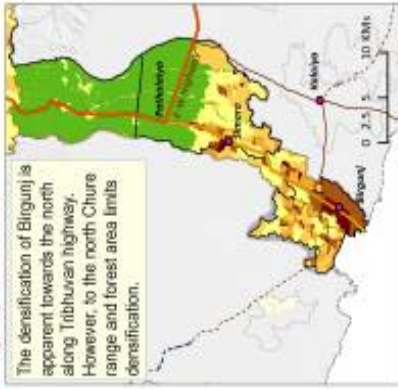 The densification of Birgunj is
apparent towards the north
along Tribhuvan highway.
However, to the north Chure
range and forest area limits
densification.
Pathalaiya
Simara
Kalaiya
Birgunj
0 2.5 5 10 KMs